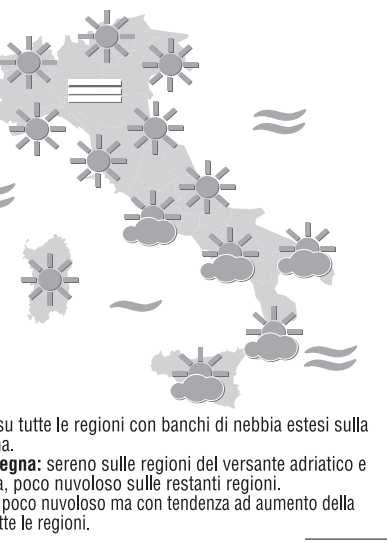 su tutte le regioni con banchi di nebbia estesi sulla
na.
egna: sereno sulle regioni del versante adriatico e
a, poco nuvoloso sulle restanti regioni.
poco nuvoloso ma con tendenza ad aumento della
tte le regioni.